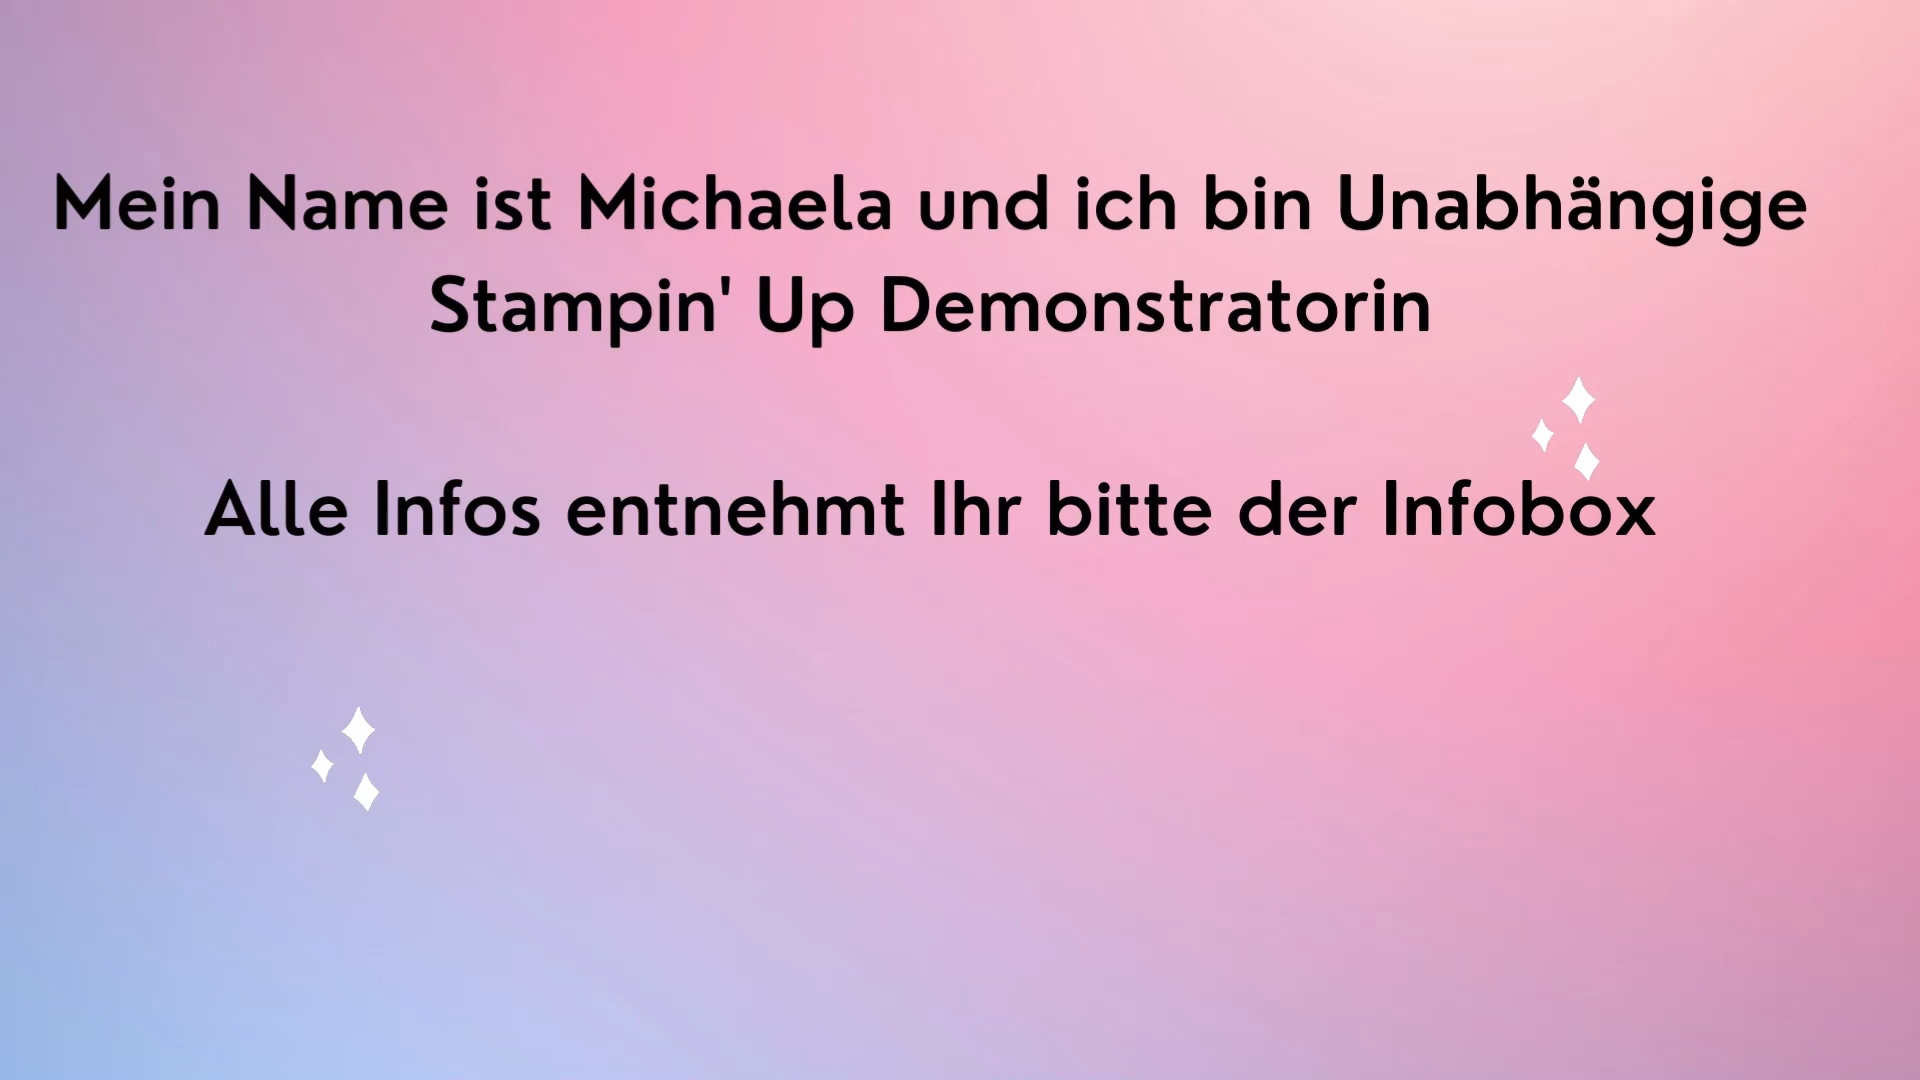 Mein Name ist Michaela und ich bin Unabhängige
Stampin' Up Demonstratorin
Alle Infos entnehmt Ihr bitte der Infobox